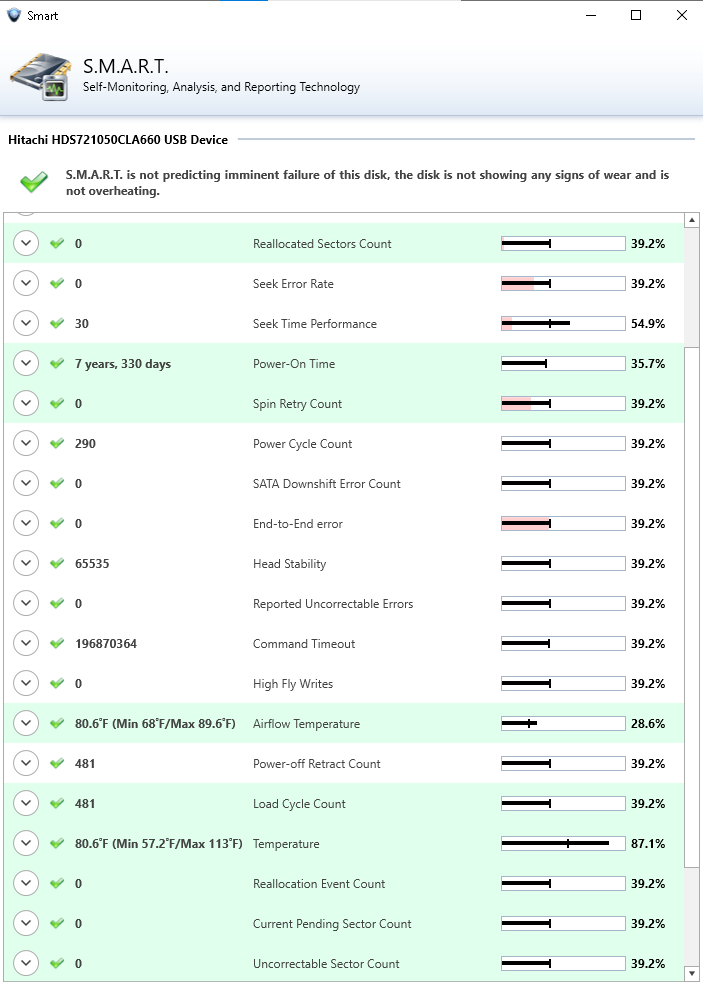 Smart
S.M.A.R.T.
Self-Monitoring, Analysis, and Reporting Technology
Hitachi HDS721050CLA660 USB Device
S.M.A.R.T. is not predicting imminent failure of this disk, the disk is not showing any signs of wear and is
not overheating.
0 Reallocated Sectors Count 39.2%
0 Seek Error Rate 39.2%
30 Seek Time Performance 54.9%
7 years, 330 days Power-On Time 35.7%
0 Spin Retry Count 39.2%
290 Power Cycle Count 39.2%
0 SATA Downshift Error Count 39.2%
0 End-to-End error 39.2%
65535 Head Stability 39.2%
0 Reported Uncorrectable Errors 39.2%
196870364 Command Timeout 39.2%
0 High Fly Writes 39.2%
80.6°F (Min 68°F/Max 89.6°F) Airflow Temperature 28.6%
481 Power-off Retract Count 39.2%
481 Load Cycle Count 39.2%
80.6°F (Min 57.2°F/Max 113°F) Temperature 87.1%
0 Reallocation Event Count 39.2%
0 Current Pending Sector Count 39.2%
0 Uncorrectable Sector Count 39.2%